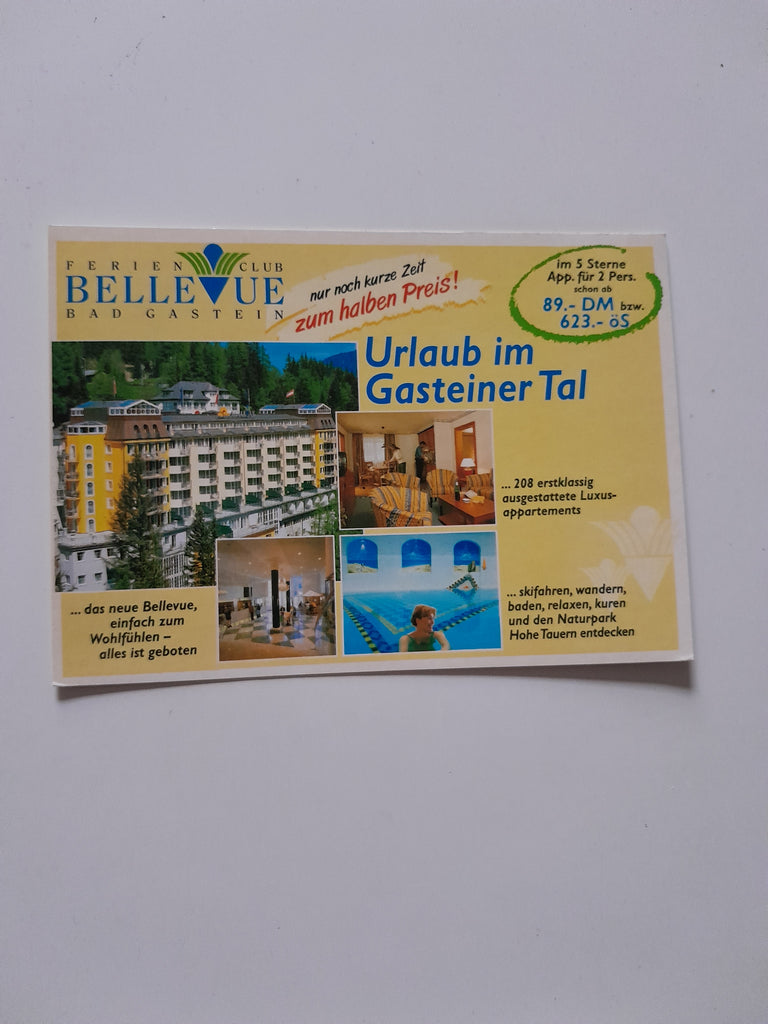 FERIEN CLUB
BELLEVUE
BAD GASTEIN
nur noch kurze Zeit
zum halben Preis!
im 5 Sterne
App. für 2 Pers.
schon ab
89.- DM bzw.
623.- öS
Urlaub im
Gasteiner Tal
... 208 erstklassig
ausgestattete Luxus-
appartements
... das neue Bellevue,
einfach zum
Wohlfühlen –
alles ist geboten
... skifahren, wandern,
baden, relaxen, kuren
und den Naturpark
Hohe Tauern entdecken